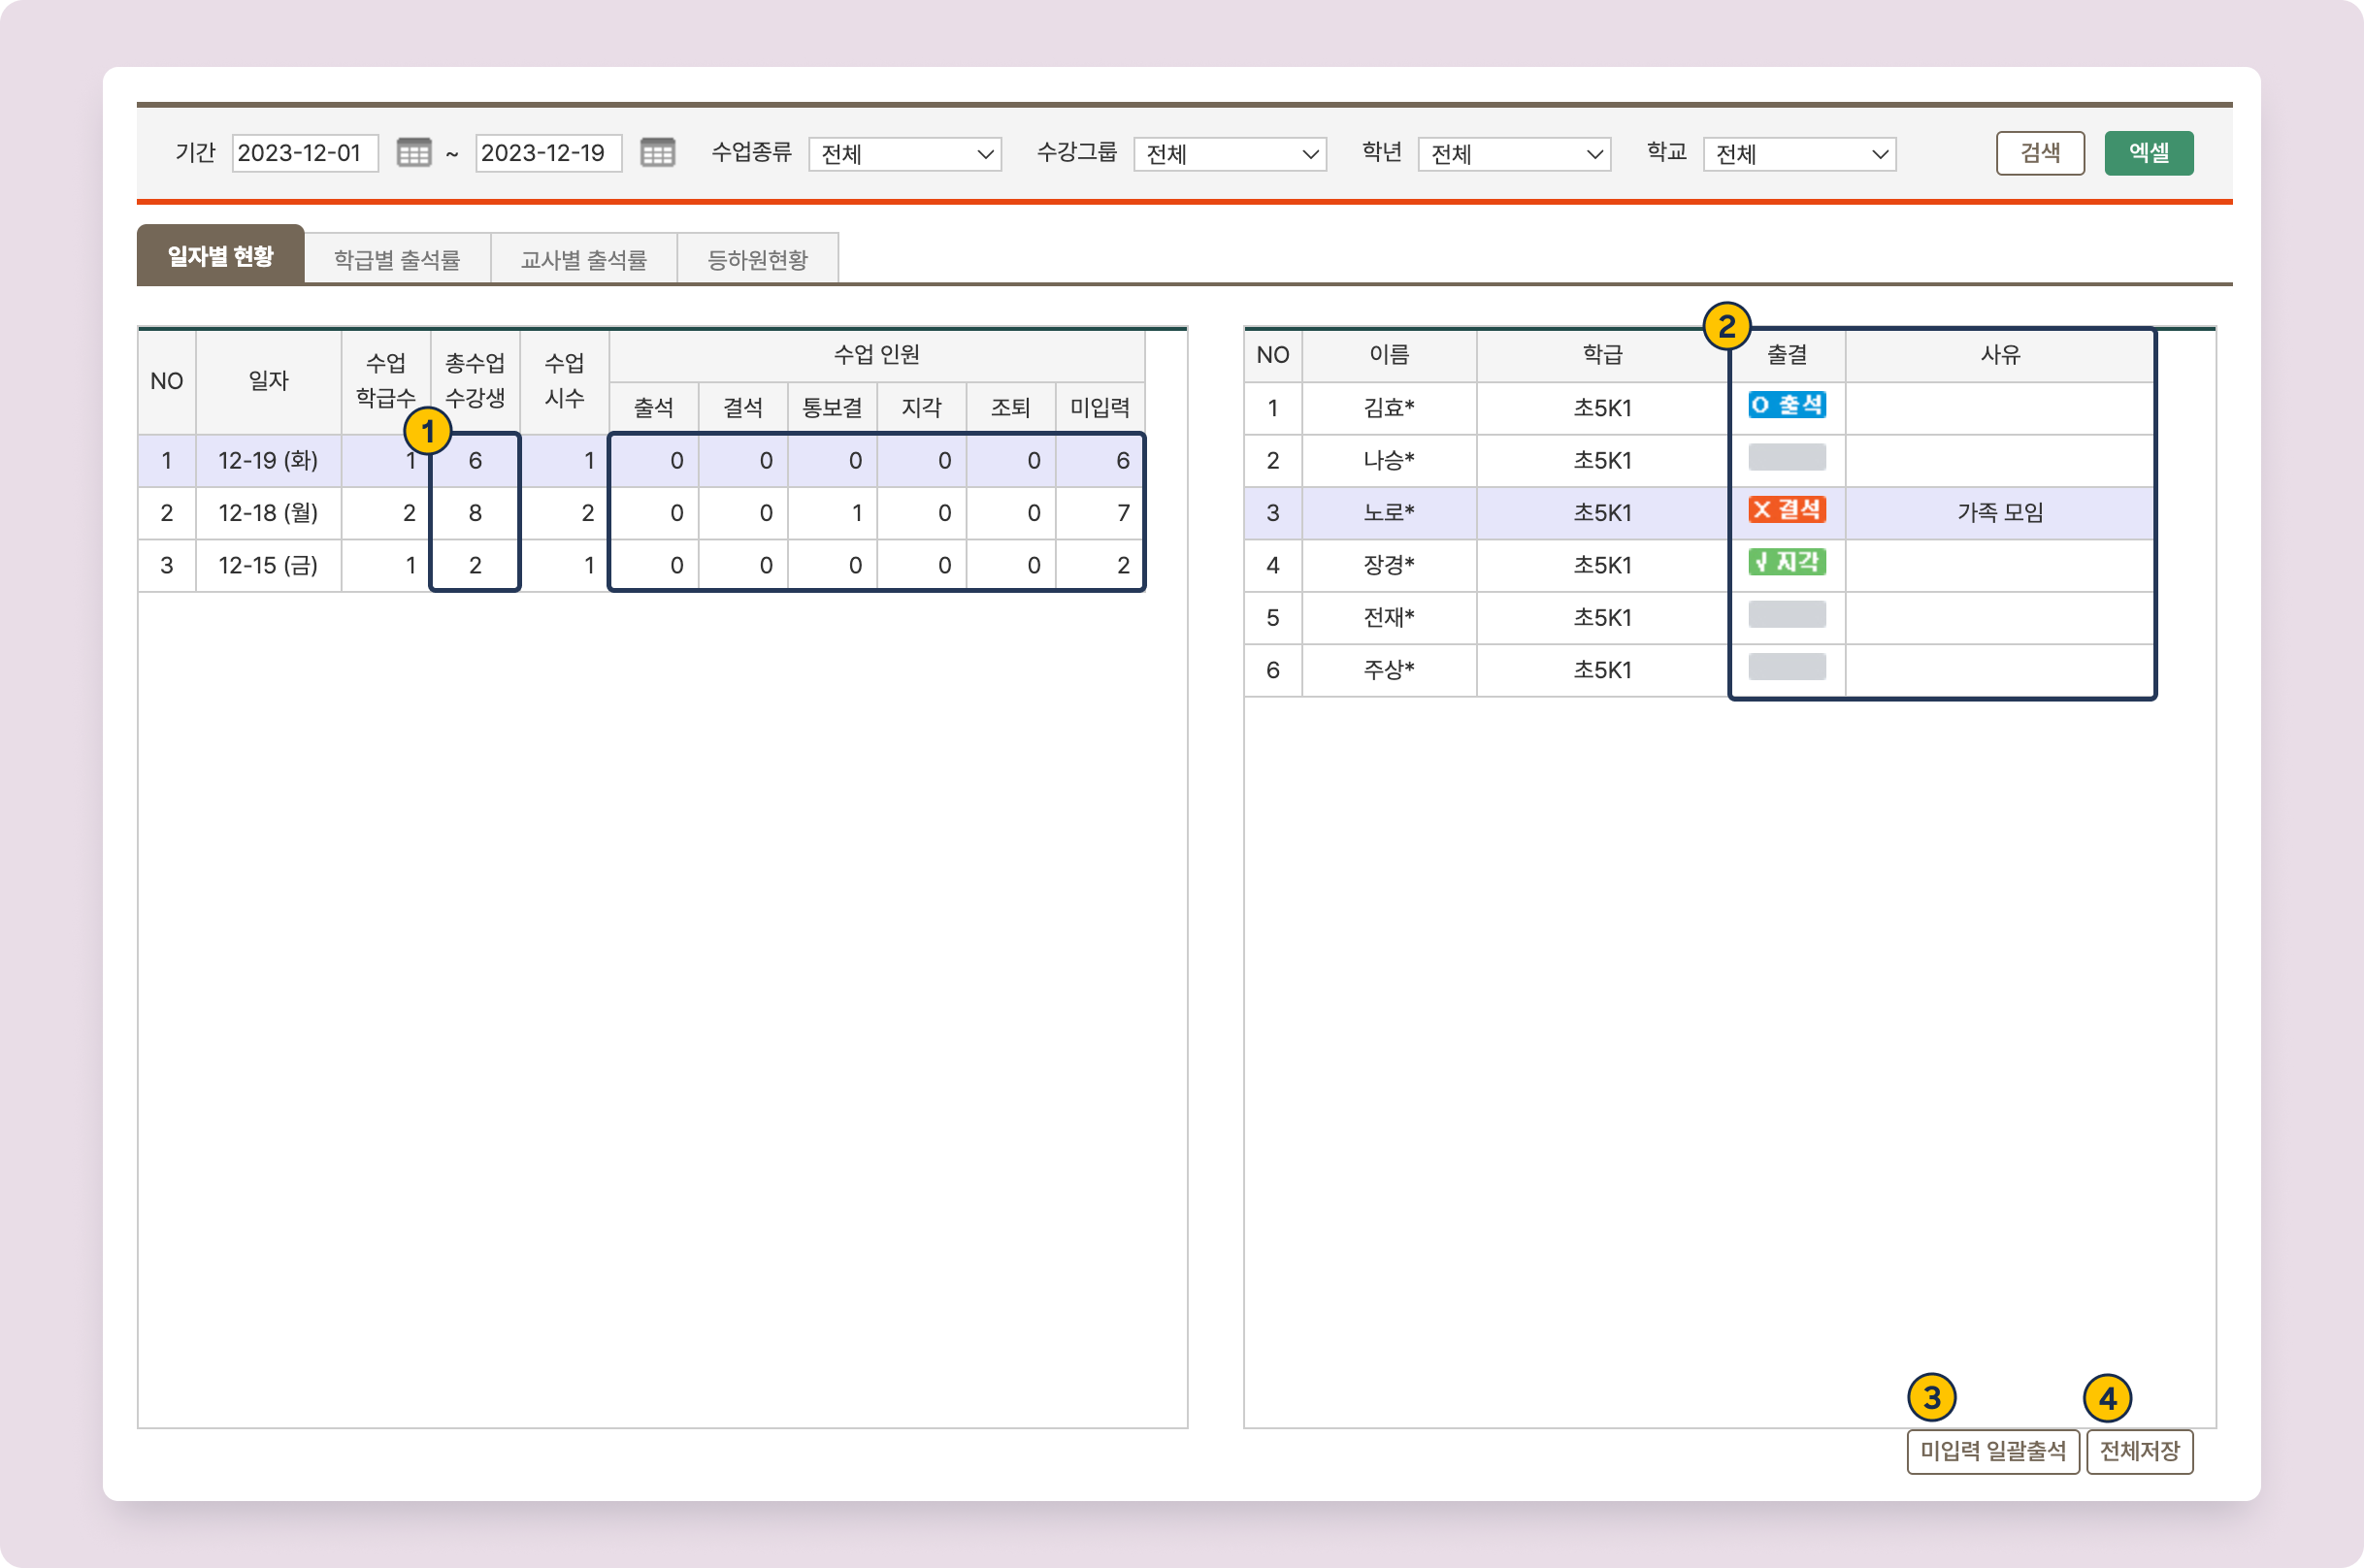 기간 2023-12-01 ~ 2023-12-19 수업종류 전체 수강그룹 전체 학년 전체 학교 전체 검색 엑셀
일자별 현황 학급별 출석률 교사별 출석률 등하원현황
NO 일자 수업 학급수 총수업 수강생 수업 시수 수업 인원
출석 결석 통보결 지각 조퇴 미입력
1
1 12-19 (화) 1 6 1 0 0 0 0 0 6
2 12-18 (월) 2 8 2 0 0 1 0 0 7
3 12-15 (금) 1 2 1 0 0 0 0 0 2
2
NO 이름 학급 출결 사유
1 김효* 초5K1 O 출석
2 나승* 초5K1
3 노로* 초5K1 X 결석 가족 모임
4 장경* 초5K1 √ 지각
5 전재* 초5K1
6 주상* 초5K1
3 4
미입력 일괄출석 전체저장